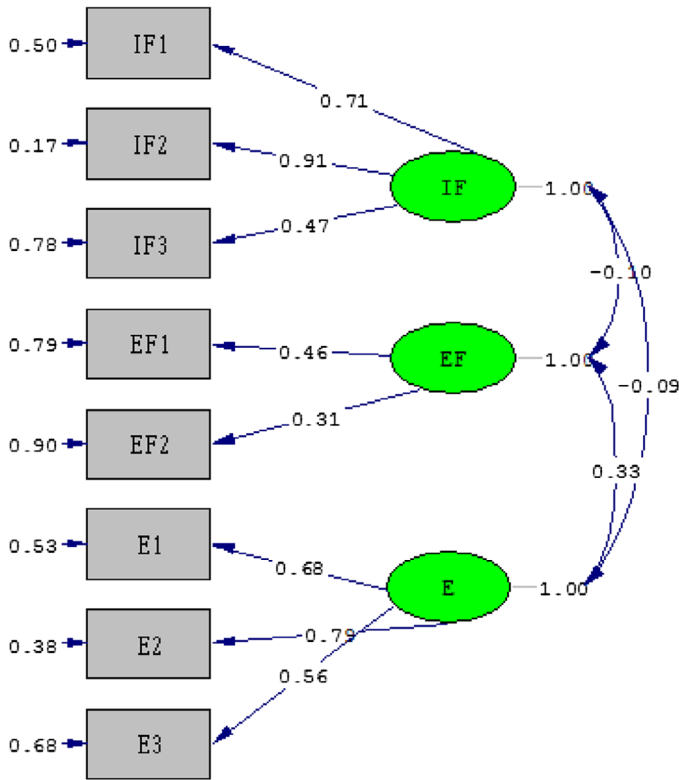 0.50 IF1
0.71
0.17 IF2
0.91
IF 1.00
0.47
0.78 IF3
-0.10
0.79 EF1
0.46
EF 1.00
-0.09
0.31
0.90 EF2
0.33
0.53 E1
0.68
E 1.00
0.79
0.38 E2
0.56
0.68 E3